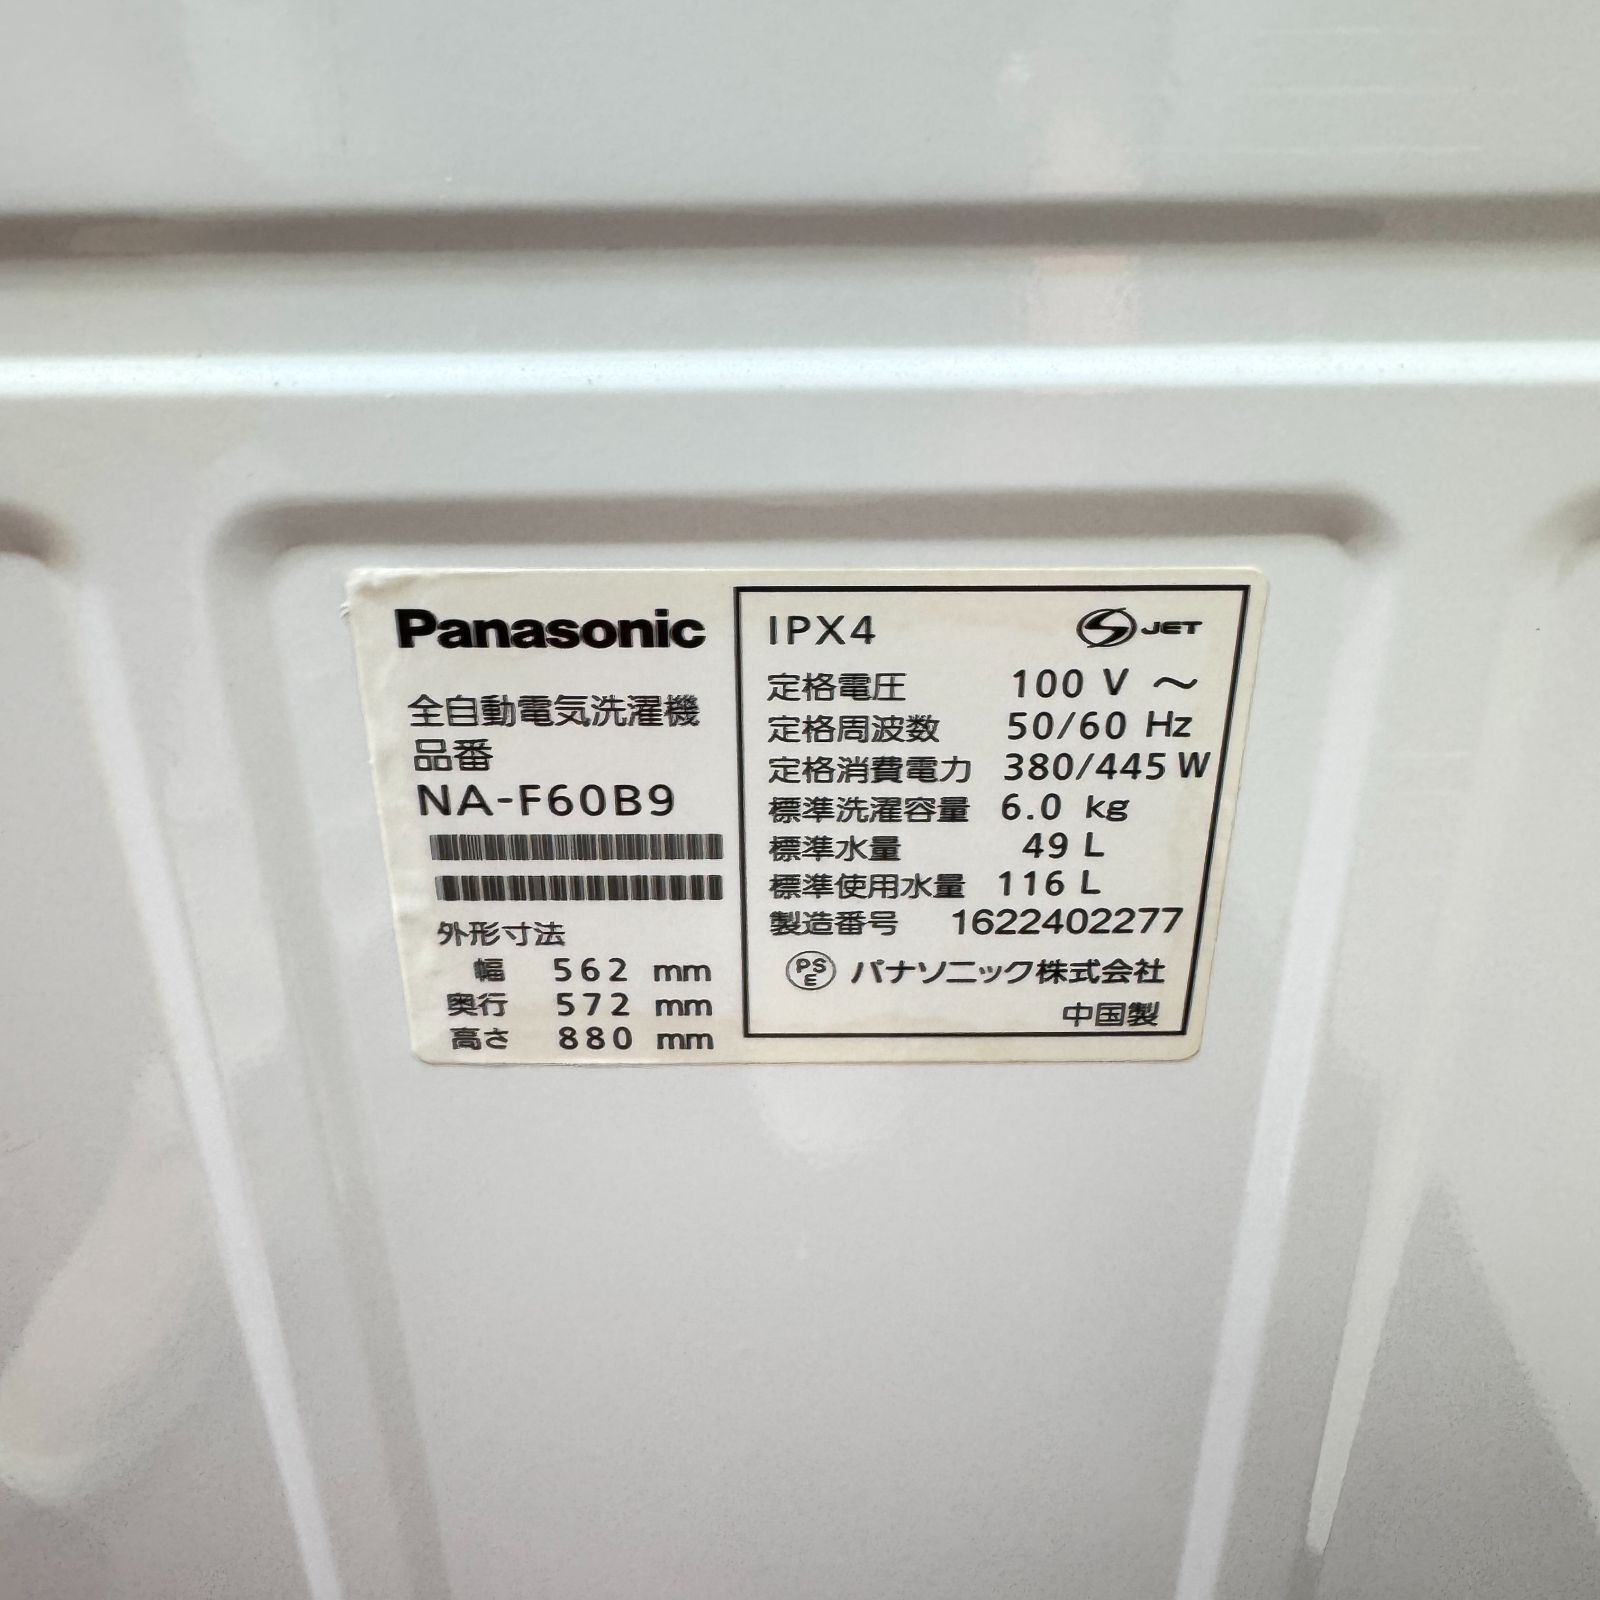 Panasonic
全自動電気洗濯機
品番
NA-F60B9
外形寸法
幅 562 mm
奥行 572 mm
高さ 880 mm
IPX4
JET
定格電圧 100 V ～
定格周波数 50/60 Hz
定格消費電力 380/445 W
標準洗濯容量 6.0 kg
標準水量 49 L
標準使用水量 116 L
製造番号 1622402277
PSE パナソニック株式会社
中国製